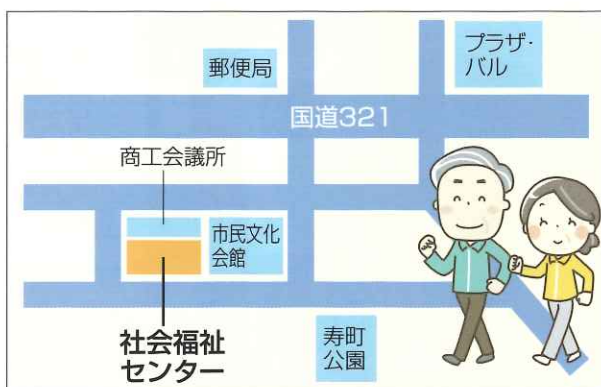 郵便局
プラザ・
バル
国道321
商工会議所
市民文化
会館
社会福祉
センター
寿町
公園